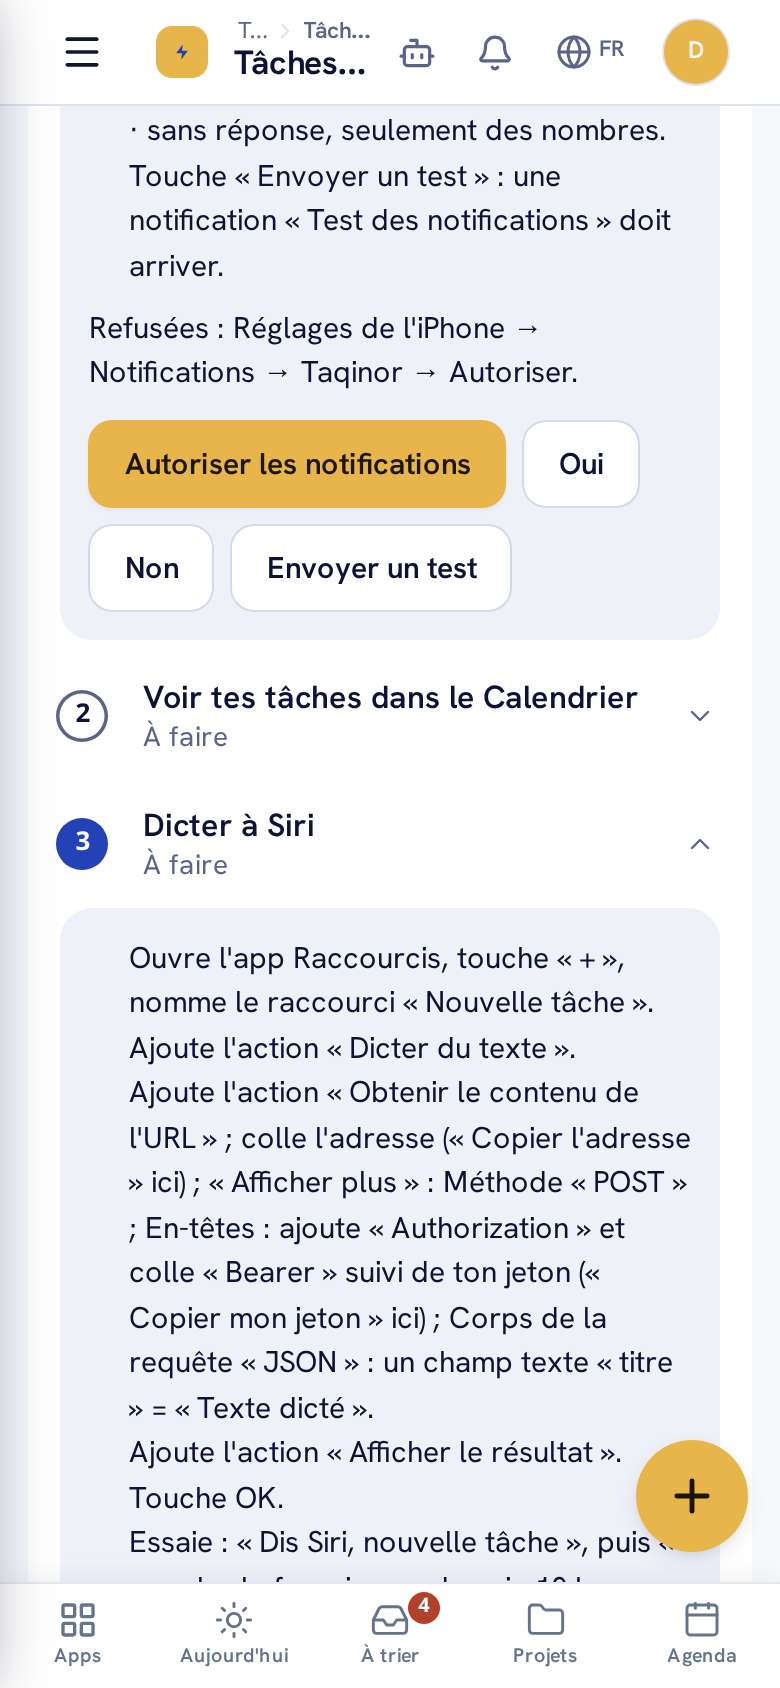 T... > Tâch...
Tâches...
FR
D
· sans réponse, seulement des nombres.
Touche « Envoyer un test » : une
notification « Test des notifications » doit
arriver.
Refusées : Réglages de l'iPhone →
Notifications → Taqinor → Autoriser.
Autoriser les notifications
Oui
Non
Envoyer un test
2
Voir tes tâches dans le Calendrier
À faire
3
Dicter à Siri
À faire
Ouvre l'app Raccourcis, touche « + »,
nomme le raccourci « Nouvelle tâche ».
Ajoute l'action « Dicter du texte ».
Ajoute l'action « Obtenir le contenu de
l'URL » ; colle l'adresse (« Copier l'adresse
» ici) ; « Afficher plus » : Méthode « POST »
; En-têtes : ajoute « Authorization » et
colle « Bearer » suivi de ton jeton («
Copier mon jeton » ici) ; Corps de la
requête « JSON » : un champ texte « titre
» = « Texte dicté ».
Ajoute l'action « Afficher le résultat ».
Touche OK.
Essaie : « Dis Siri, nouvelle tâche », puis «
4
Apps
Aujourd'hui
À trier
Projets
Agenda